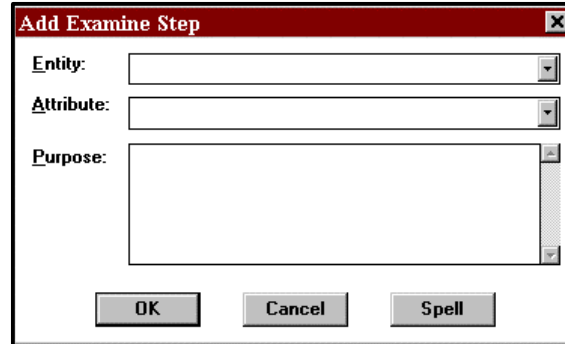 Add Examine Step
Entity:
Attribute:
Purpose:
OK Cancel Spell